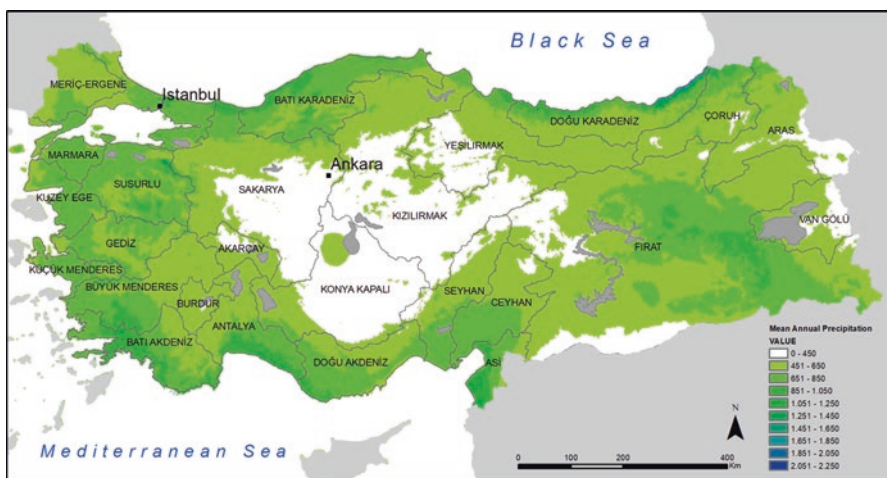 Black Sea
MERİÇ-ERGENE
Istanbul
BATI KARADENİZ
DOĞU KARADENİZ
ÇORUH
ARAS
MARMARA
YEŞILIRMAK
Ankara
SUSURLU
KUZEY EGE
SAKARYA
KIZILIRMAK
VAN GÖLÜ
GEDİZ
AKARÇAY
FIRAT
KÜÇÜK MENDERES
BÜYÜK MENDERES
KONYA KAPALI
SEYHAN
CEYHAN
BURDUR
ANTALYA
BATI AKDENİZ
DOĞU AKDENİZ
ASİ
Mediterranean Sea
Mean Annual Precipitation
VALUE
0 - 450
451 - 650
651 - 850
851 - 1.050
1.051 - 1.250
1.251 - 1.450
1.451 - 1.650
1.651 - 1.850
1.851 - 2.050
2.051 - 2.250
N
0 100 200 400
Km